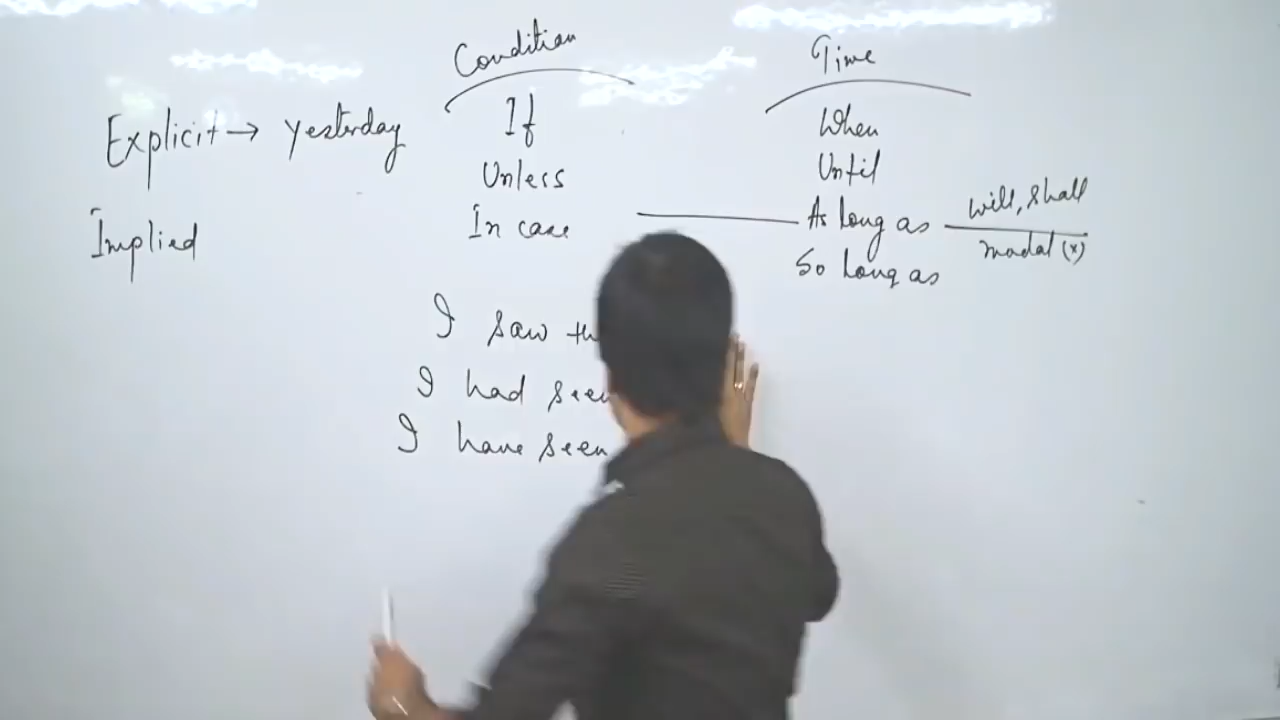 Condition
Time
Explicit → Yesterday
If
When
Unless
Until
Implied
In case
As long as
will, shall
modal (x)
So long as
I saw
I had seen
I have seen